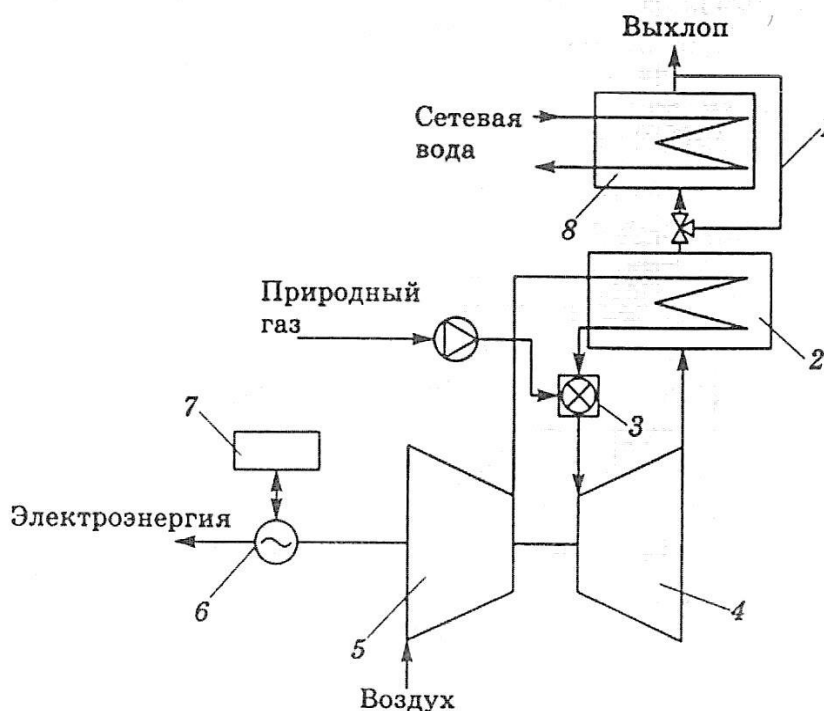 Выхлоп
Сетевая
вода
8
Природный
газ
2
3
7
Электроэнергия
6
5
4
Воздух